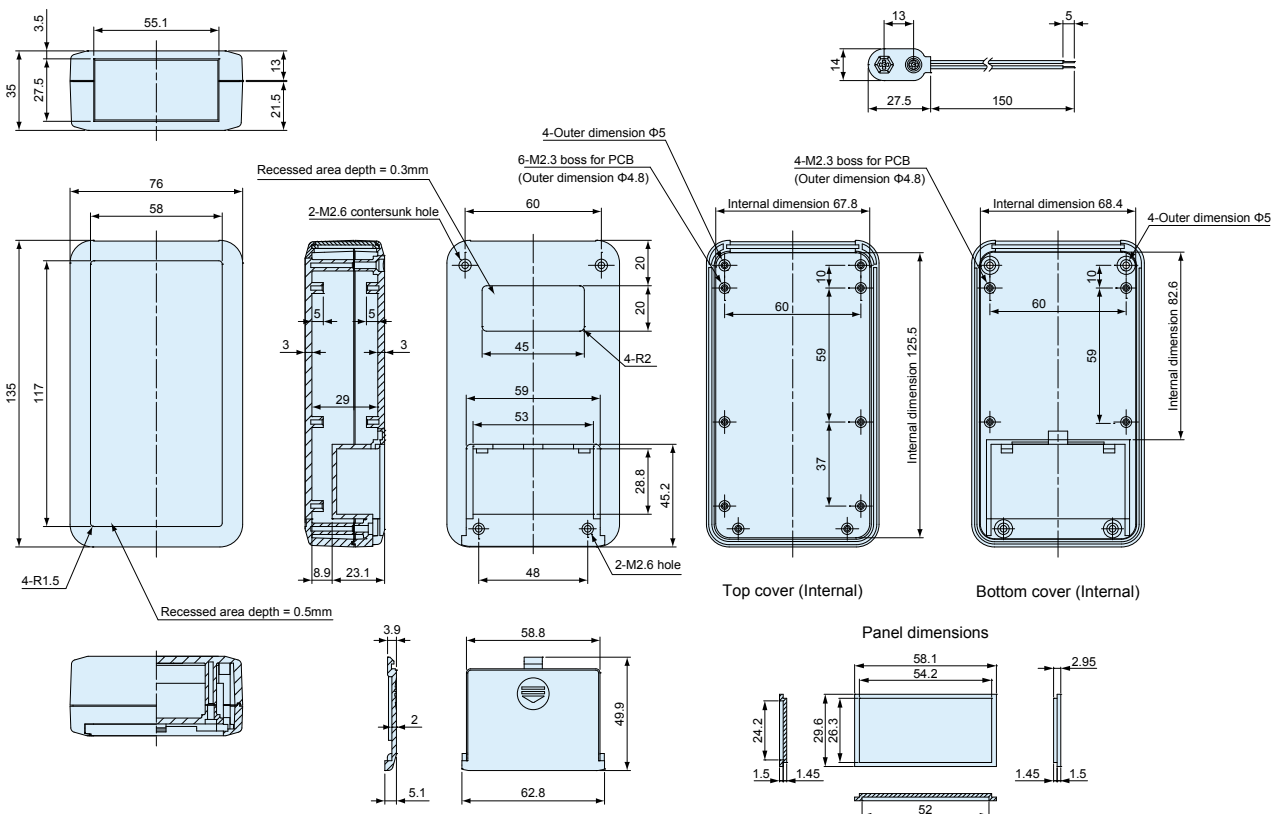 55.1
3.5
35
27.5
13
21.5
13
5
14
27.5
150
76
58
135
117
4-R1.5
Recessed area depth = 0.5mm
5
5
3
3
29
8.9
23.1
Recessed area depth = 0.3mm
2-M2.6 contersunk hole
60
20
20
45
4-R2
59
53
28.8
45.2
48
2-M2.6 hole
4-Outer dimension Φ5
6-M2.3 boss for PCB
(Outer dimension Φ4.8)
Internal dimension 67.8
10
60
59
37
Internal dimension 125.5
Top cover (Internal)
4-M2.3 boss for PCB
(Outer dimension Φ4.8)
Internal dimension 68.4
4-Outer dimension Φ5
10
60
59
Internal dimension 82.6
Bottom cover (Internal)
3.9
2
5.1
58.8
49.9
62.8
Panel dimensions
58.1
54.2
24.2
29.6
26.3
1.5
1.45
2.95
1.45
1.5
52